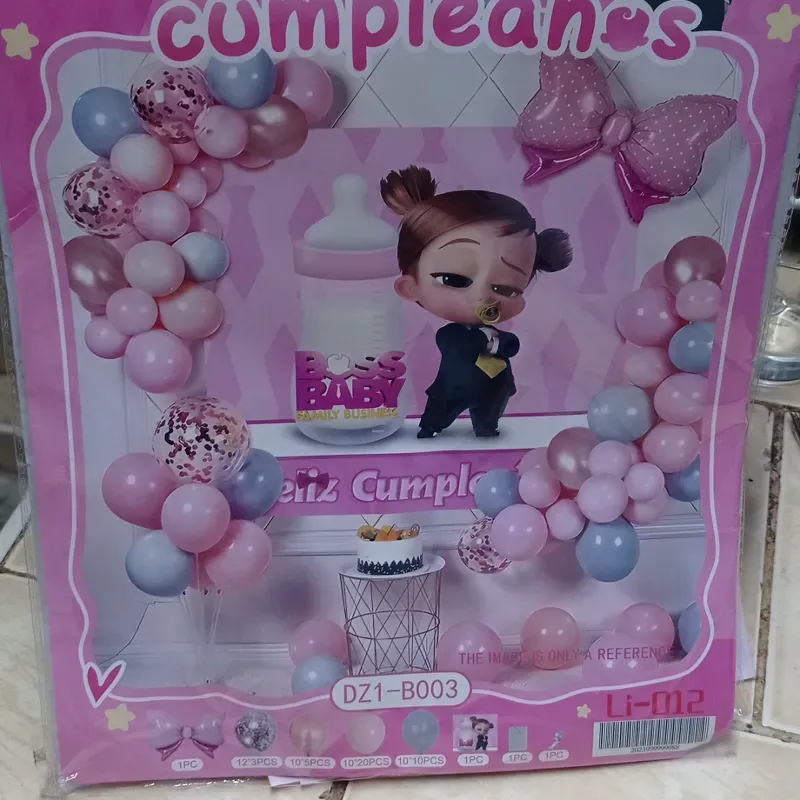 cumpleaños
BOSS
BABY
FAMILY BUSINESS
eliz Cumple
THE IMAGE IS ONLY A REFERENCE
DZ1-B003
Li-012
1PC
12"3PCS
10"5PCS
10"20PCS
10"10PCS
1PC
1PC
1PC